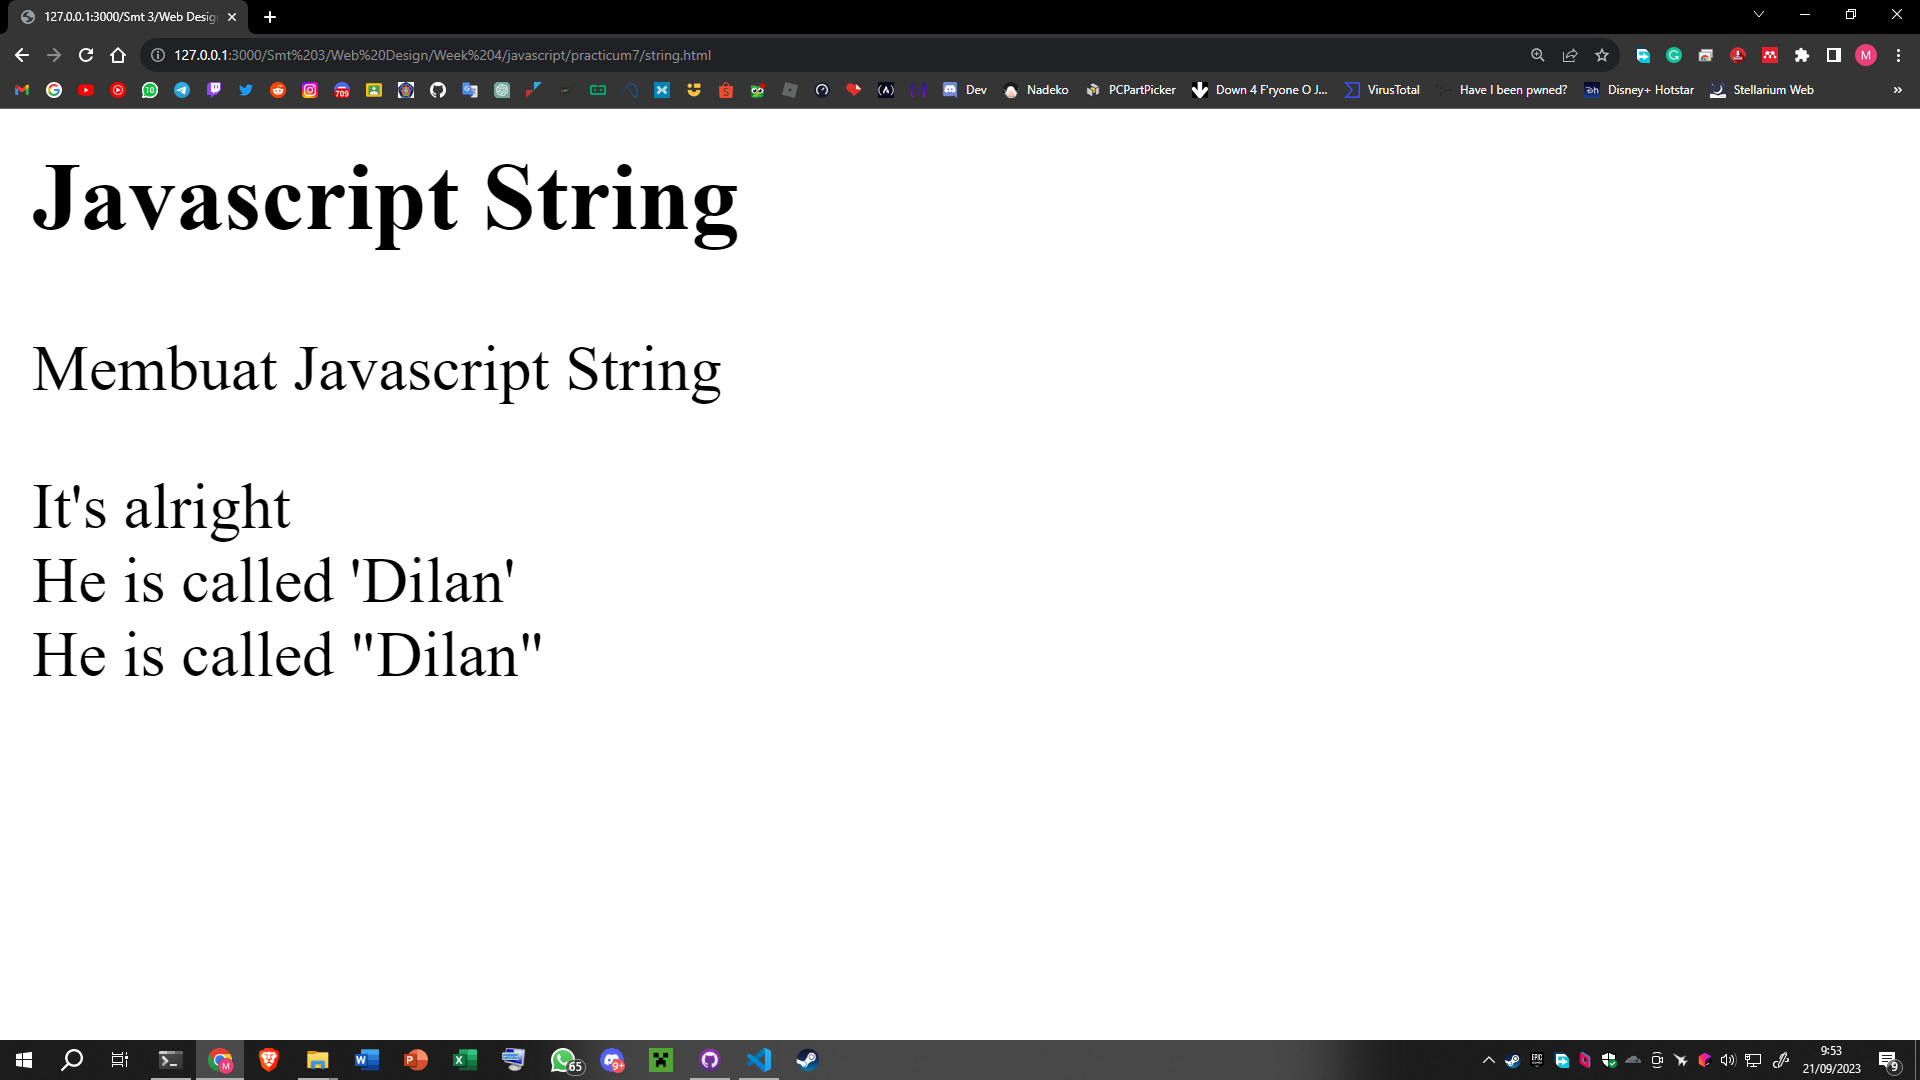 127.0.0.1:3000/Smt 3/Web Desig
127.0.0.1:3000/Smt%203/Web%20Design/Week%204/javascript/practicum7/string.html
Dev
Nadeko
PCPartPicker
Down 4 F'ryone O J...
VirusTotal
Have I been pwned?
Disney+ Hotstar
Stellarium Web
Javascript String
Membuat Javascript String
It's alright
He is called 'Dilan'
He is called "Dilan"
65
9+
9:53
21/09/2023
9